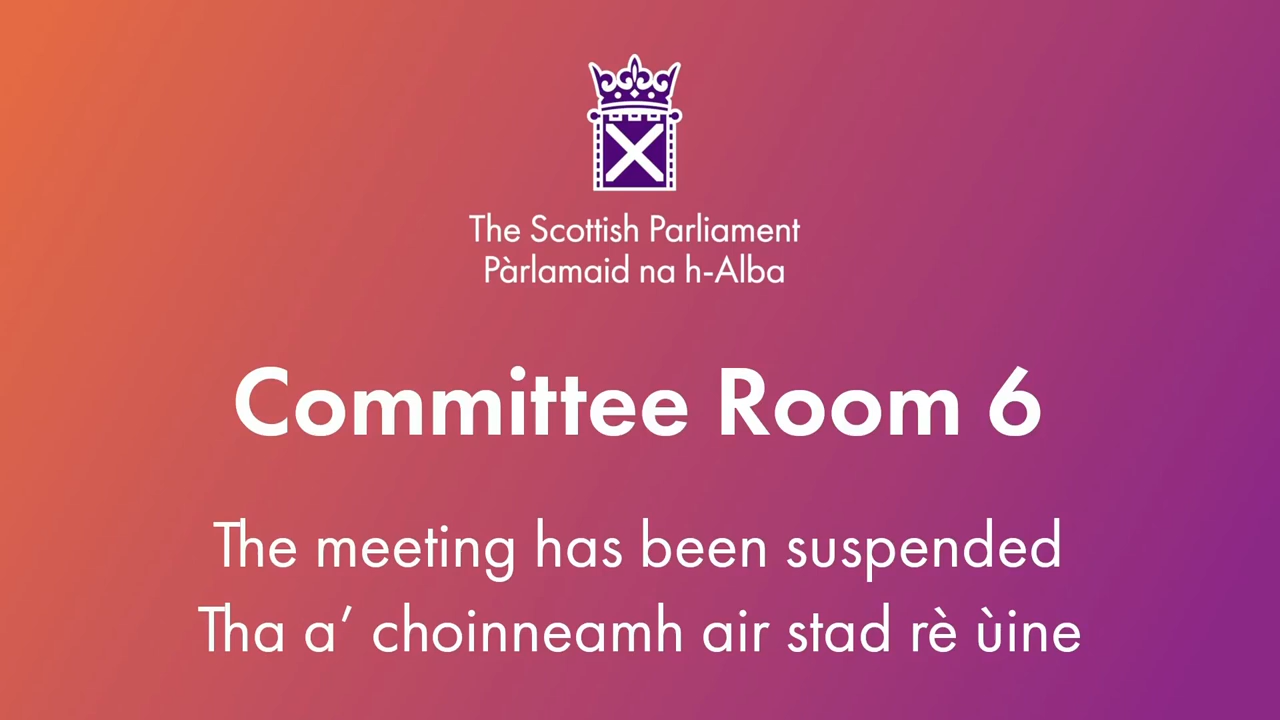 The Scottish Parliament
Pàrlamaid na h-Alba
Committee Room 6
The meeting has been suspended
Tha a’ choinneamh air stad rè ùine